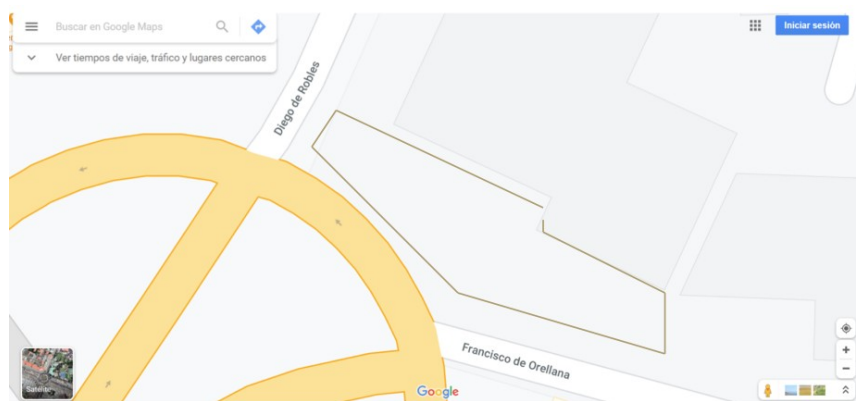 Buscar en Google Maps
Iniciar sesión
Ver tiempos de viaje, tráfico y lugares cercanos
Diego de Robles
Francisco de Orellana
Satélite
Google